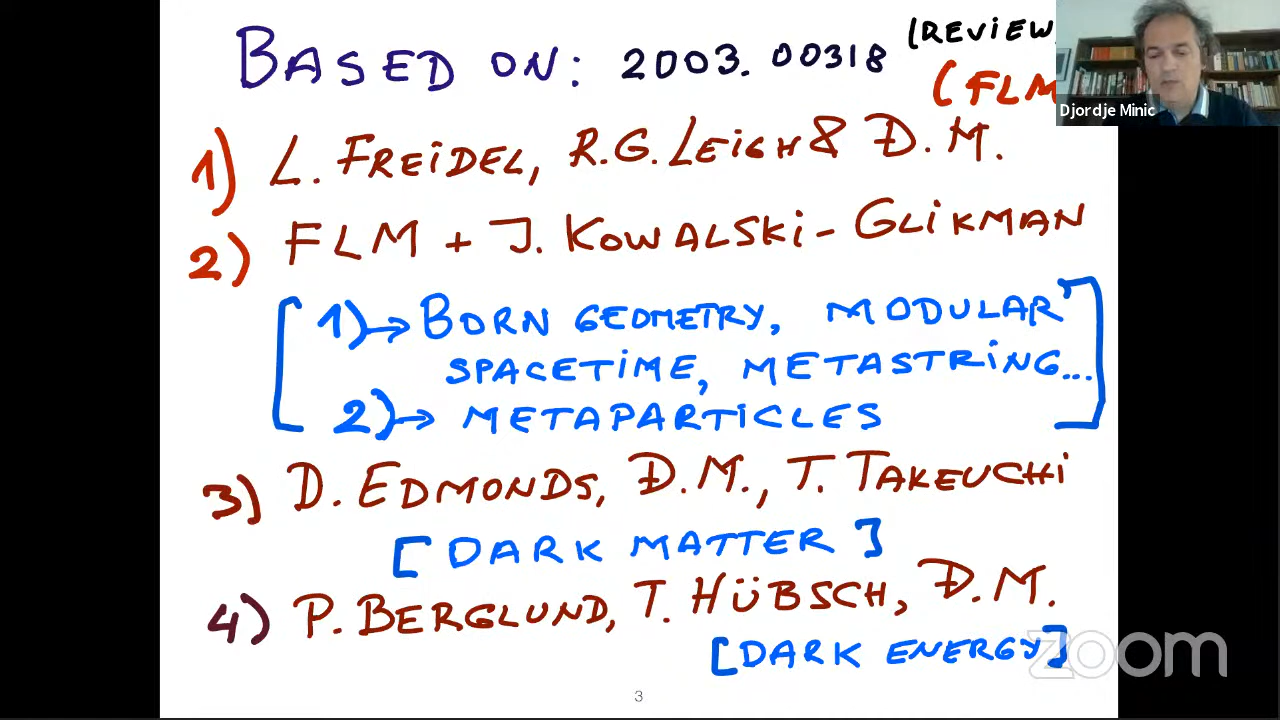 BASED ON: 2003.00318 (REVIEW
(FLM
Djordje Minic
1) L. FREIDEL, R.G. LEIGH & D.M.
2) FLM + J. KOWALSKI-GLIKMAN
[1)→ BORN GEOMETRY, MODULAR
SPACETIME, METASTRING...
2)→ METAPARTICLES]
3) D. EDMONDS, D.M., T. TAKEUCHI
[DARK MATTER]
4) P. BERGLUND, T. HÜBSCH, D.M.
[DARK ENERGY]
zoom
3